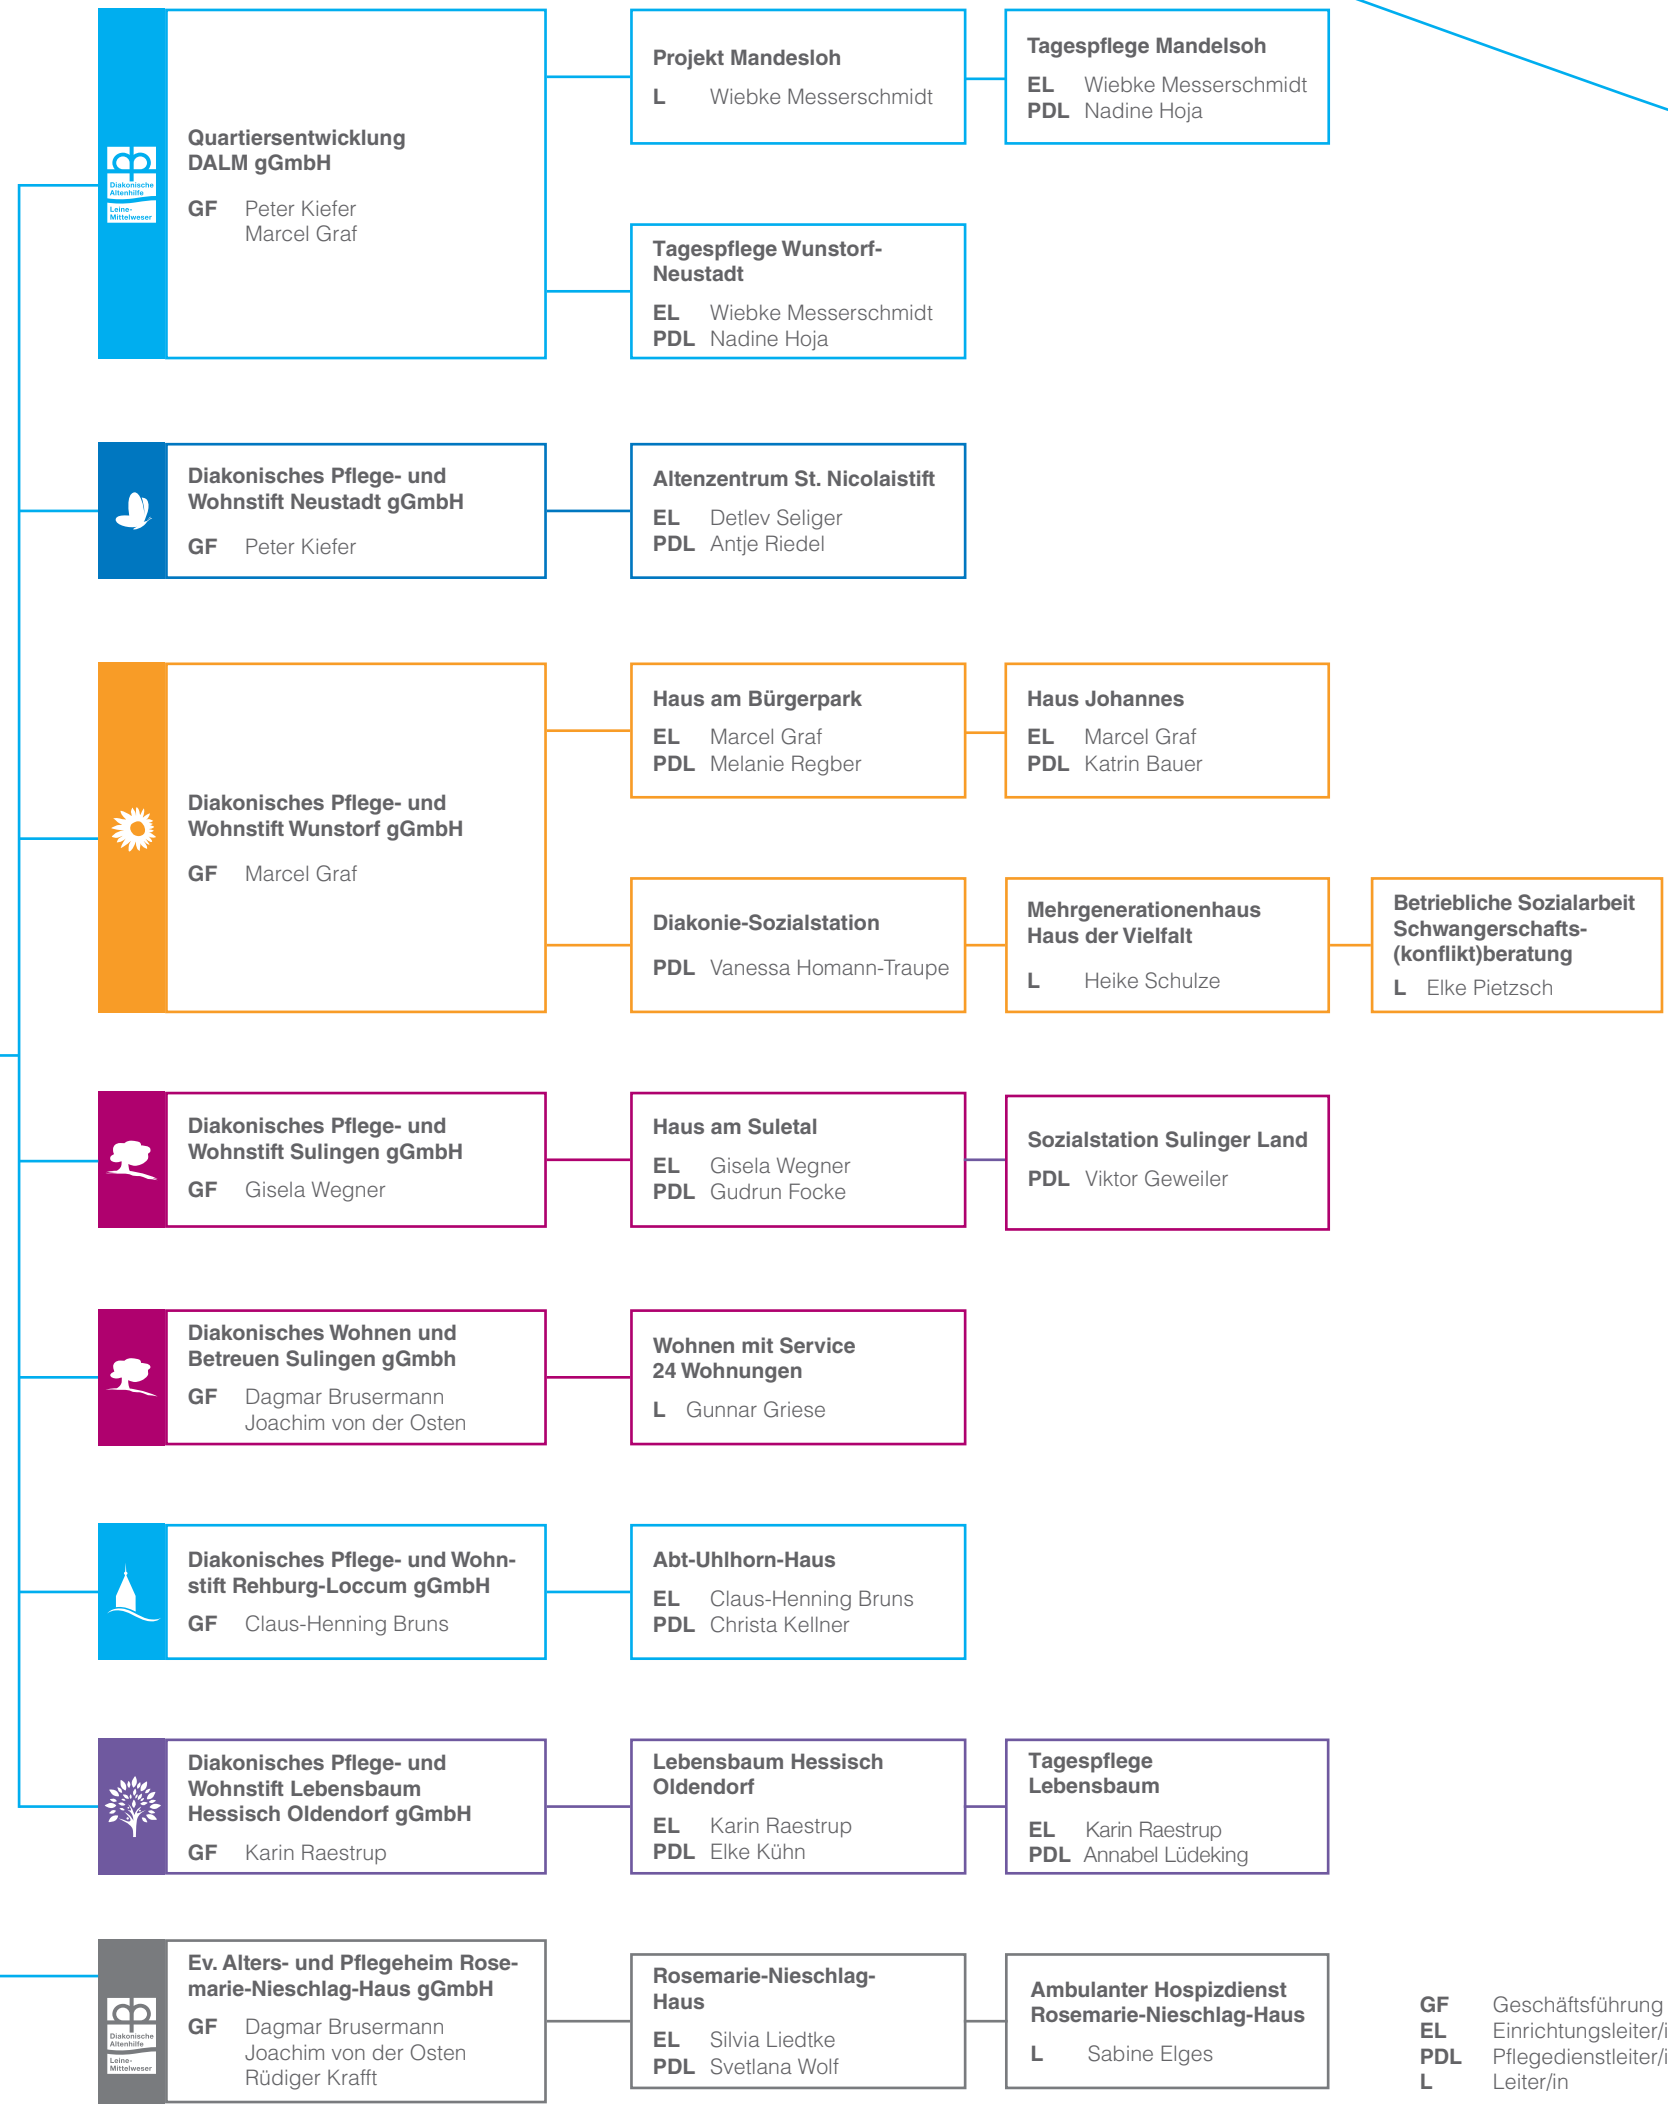 Diakonische
Altenhilfe
Leine-
Mittelweser
Quartiersentwicklung
DALM gGmbH
GF Peter Kiefer
Marcel Graf
Projekt Mandesloh
L Wiebke Messerschmidt
Tagespflege Mandelsoh
EL Wiebke Messerschmidt
PDL Nadine Hoja
Tagespflege Wunstorf-
Neustadt
EL Wiebke Messerschmidt
PDL Nadine Hoja
Diakonisches Pflege- und
Wohnstift Neustadt gGmbH
GF Peter Kiefer
Altenzentrum St. Nicolaistift
EL Detlev Seliger
PDL Antje Riedel
Diakonisches Pflege- und
Wohnstift Wunstorf gGmbH
GF Marcel Graf
Haus am Bürgerpark
EL Marcel Graf
PDL Melanie Regber
Haus Johannes
EL Marcel Graf
PDL Katrin Bauer
Diakonie-Sozialstation
PDL Vanessa Homann-Traupe
Mehrgenerationenhaus
Haus der Vielfalt
L Heike Schulze
Betriebliche Sozialarbeit
Schwangerschafts-
(konflikt)beratung
L Elke Pietzsch
Diakonisches Pflege- und
Wohnstift Sulingen gGmbH
GF Gisela Wegner
Haus am Suletal
EL Gisela Wegner
PDL Gudrun Focke
Sozialstation Sulinger Land
PDL Viktor Geweiler
Diakonisches Wohnen und
Betreuen Sulingen gGmbh
GF Dagmar Brusermann
Joachim von der Osten
Wohnen mit Service
24 Wohnungen
L Gunnar Griese
Diakonisches Pflege- und Wohn-
stift Rehburg-Loccum gGmbH
GF Claus-Henning Bruns
Abt-Uhlhorn-Haus
EL Claus-Henning Bruns
PDL Christa Kellner
Diakonisches Pflege- und
Wohnstift Lebensbaum
Hessisch Oldendorf gGmbH
GF Karin Raestrup
Lebensbaum Hessisch
Oldendorf
EL Karin Raestrup
PDL Elke Kühn
Tagespflege
Lebensbaum
EL Karin Raestrup
PDL Annabel Lüdeking
Diakonische
Altenhilfe
Leine-
Mittelweser
Ev. Alters- und Pflegeheim Rose-
marie-Nieschlag-Haus gGmbH
GF Dagmar Brusermann
Joachim von der Osten
Rüdiger Krafft
Rosemarie-Nieschlag-
Haus
EL Silvia Liedtke
PDL Svetlana Wolf
Ambulanter Hospizdienst
Rosemarie-Nieschlag-Haus
L Sabine Elges
GF Geschäftsführung
EL Einrichtungsleiter/i
PDL Pflegedienstleiter/i
L Leiter/in